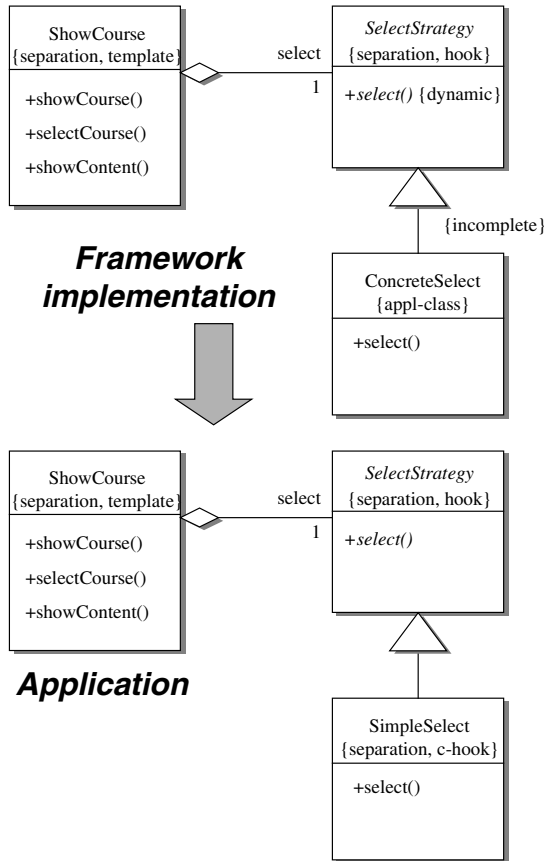 ShowCourse
{separation, template}
+showCourse()
+selectCourse()
+showContent()
select
1
SelectStrategy
{separation, hook}
+select() {dynamic}
{incomplete}
ConcreteSelect
{appl-class}
+select()
Framework
implementation
ShowCourse
{separation, template}
+showCourse()
+selectCourse()
+showContent()
select
1
SelectStrategy
{separation, hook}
+select()
Application
SimpleSelect
{separation, c-hook}
+select()